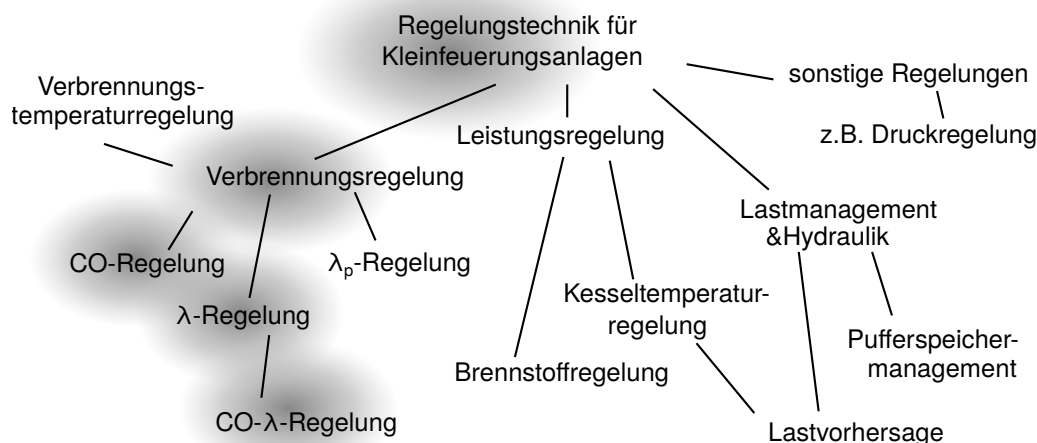 Regelungstechnik für
Kleinfeuerungsanlagen
sonstige Regelungen
z.B. Druckregelung
Verbrennungs-
temperaturregelung
Leistungsregelung
Verbrennungsregelung
Lastmanagement
&Hydraulik
CO-Regelung
λp-Regelung
λ-Regelung
Kesseltemperatur-
regelung
Pufferspeicher-
management
Brennstoffregelung
CO-λ-Regelung
Lastvorhersage